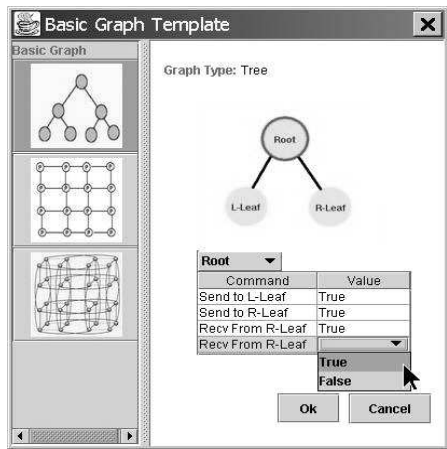 Basic Graph Template
Basic Graph
Graph Type: Tree
Root
L-Leaf R-Leaf
Root
Command Value
Send to L-Leaf True
Send to R-Leaf True
Recv From R-Leaf True
Recv From R-Leaf
True
False
Ok Cancel